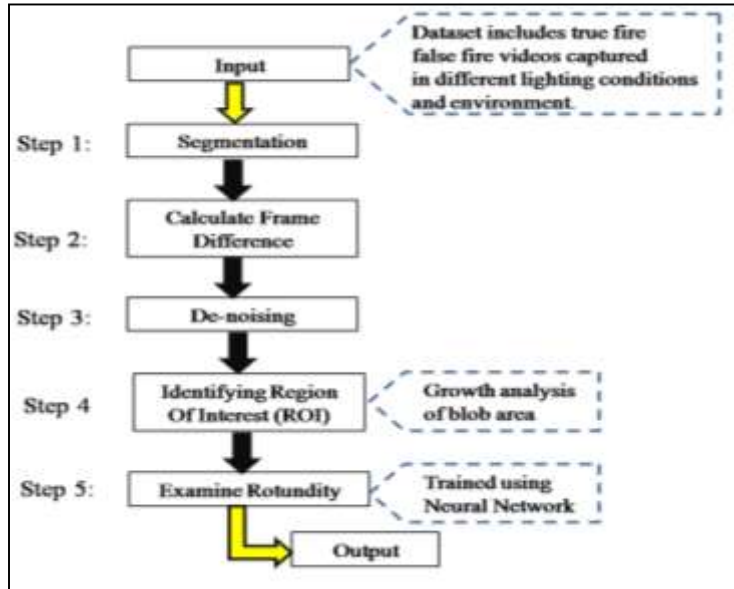 Input
Dataset includes true fire
false fire videos captured
in different lighting conditions
and environment.
Step 1:
Segmentation
Step 2:
Calculate Frame
Difference
Step 3:
De-noising
Step 4
Identifying Region
Of Interest (ROI)
Growth analysis
of blob area
Step 5:
Examine Rotundity
Trained using
Neural Network
Output